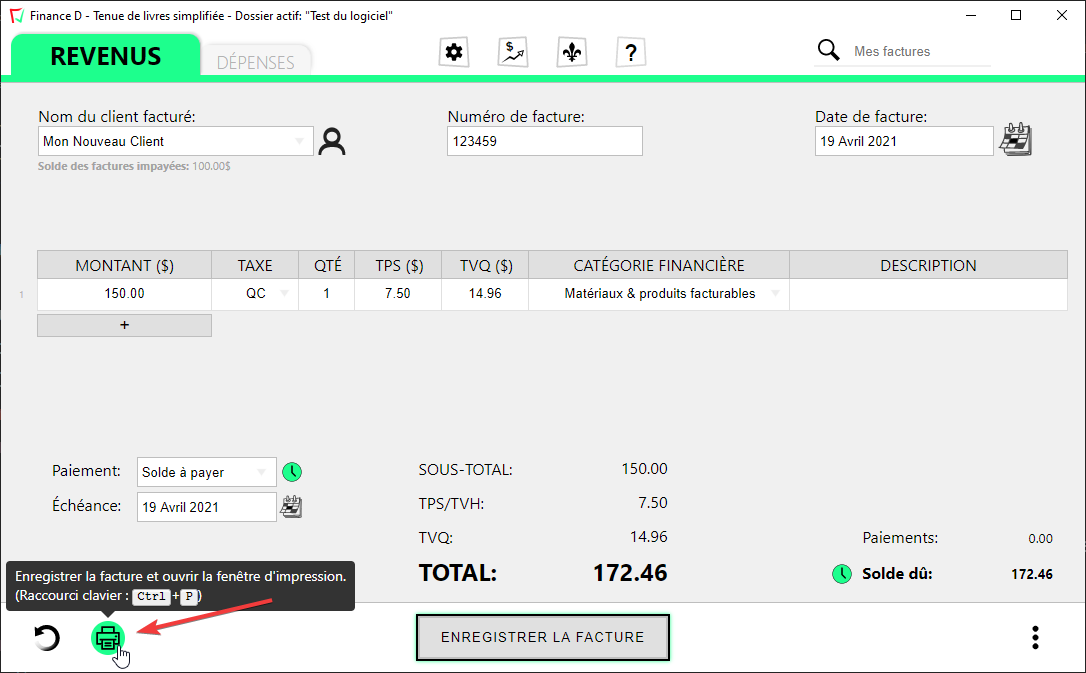 Finance D - Tenue de livres simplifiée - Dossier actif: "Test du logiciel"
REVENUS
DÉPENSES
$
?
Mes factures
Nom du client facturé:
Numéro de facture:
Date de facture:
Mon Nouveau Client
123459
19 Avril 2021
Solde des factures impayées: 100.00$
MONTANT ($) TAXE QTÉ TPS ($) TVQ ($) CATÉGORIE FINANCIÈRE DESCRIPTION
1 150.00 QC 1 7.50 14.96 Matériaux & produits facturables
+
Paiement: Solde à payer
Échéance: 19 Avril 2021
SOUS-TOTAL: 150.00
TPS/TVH: 7.50
TVQ: 14.96
TOTAL: 172.46
Paiements: 0.00
Solde dû: 172.46
Enregistrer la facture et ouvrir la fenêtre d'impression.
(Raccourci clavier : Ctrl+P)
ENREGISTRER LA FACTURE